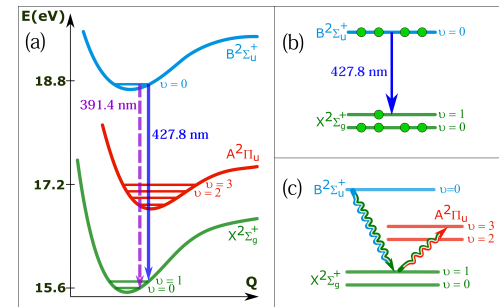 E(eV)
(a)
B²Σᵤ⁺
υ=0
18.8
391.4 nm
427.8 nm
A²Πᵤ
υ=3
υ=2
17.2
X²Σg⁺
υ=1
υ=0
15.6
Q
(b)
B²Σᵤ⁺
427.8 nm
X²Σg⁺
υ=1
υ=0
(c)
B²Σᵤ⁺
υ=0
A²Πᵤ
υ=3
υ=2
X²Σg⁺
υ=1
υ=0